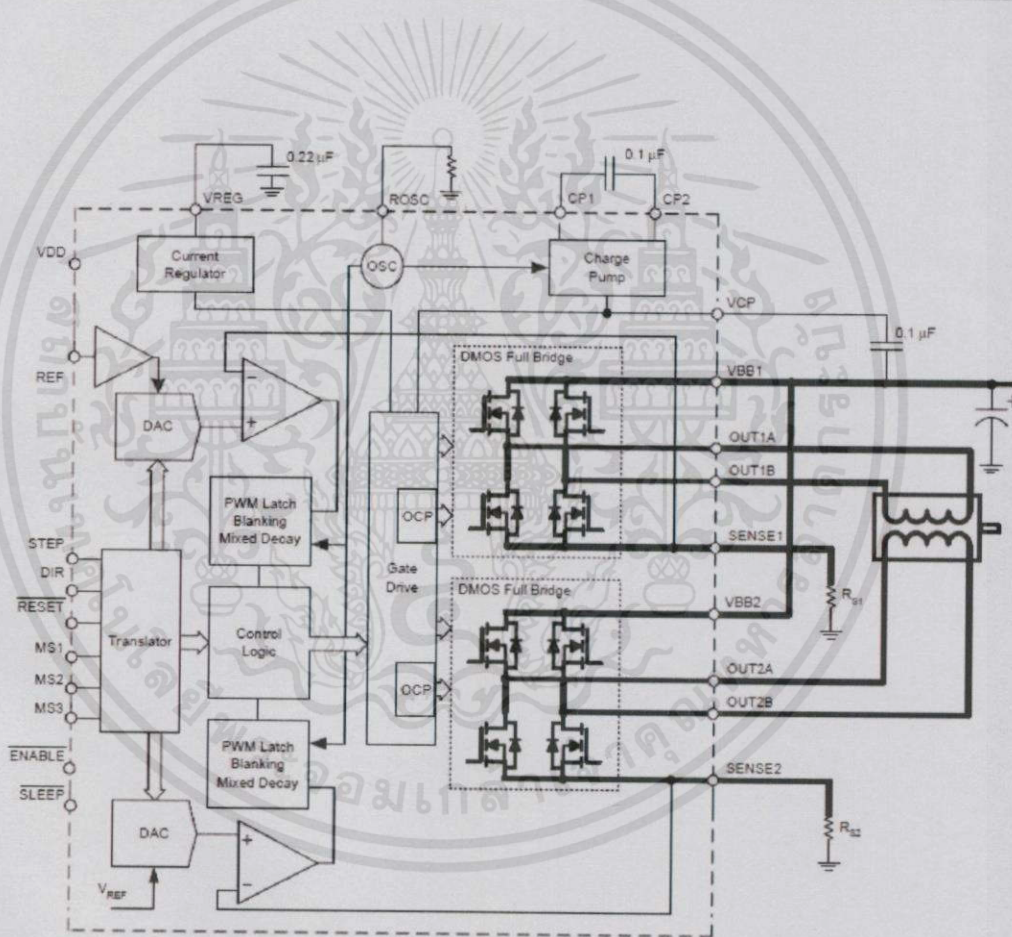 0.22 µF
VREG
ROSC
0.1 µF
CP1
CP2
VDD
Current
Regulator
OSC
Charge
Pump
VCP
0.1 µF
REF
DAC
DMOS Full Bridge
VBB1
OUT1A
OUT1B
PWM Latch
Blanking
Mixed Decay
OCP
SENSE1
STEP
DIR
RESET
MS1
MS2
MS3
Translator
Control
Logic
Gate
Drive
DMOS Full Bridge
VBB2
RS1
OCP
OUT2A
OUT2B
ENABLE
SLEEP
PWM Latch
Blanking
Mixed Decay
SENSE2
DAC
VREF
RS2